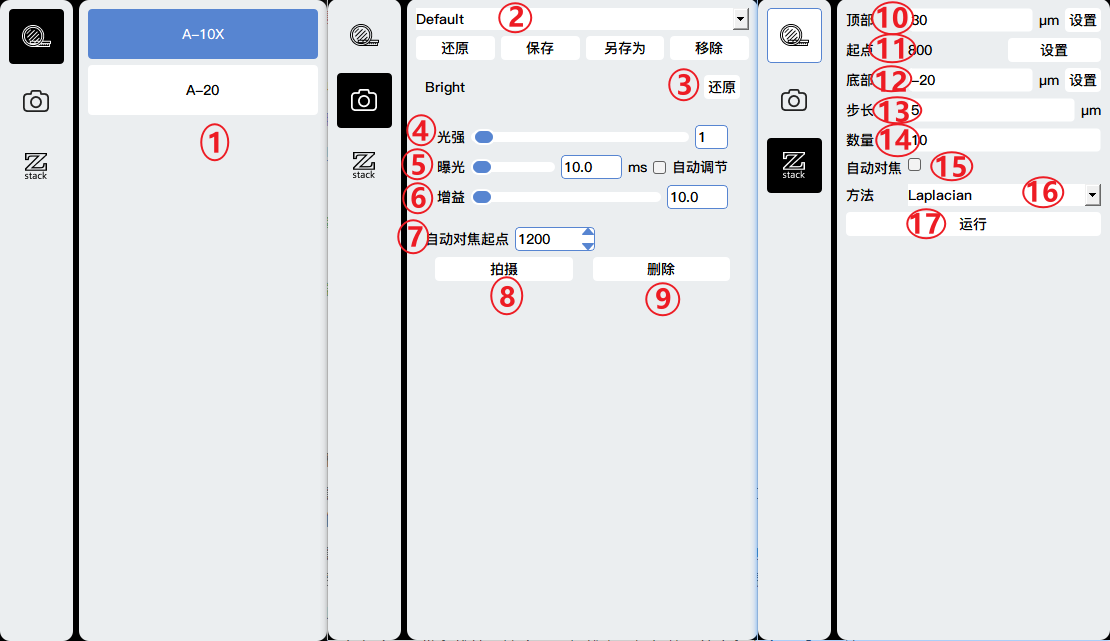 A-10X
A-20
①
Z
stack
Default
②
还原 保存 另存为 移除
Bright ③ 还原
④ 光强 1
⑤ 曝光 10.0 ms 自动调节
⑥ 增益 10.0
⑦ 自动对焦起点 1200
拍摄 删除
⑧ ⑨
Z
stack
顶部 ⑩ 30 μm 设置
起点 ⑪ 800 设置
底部 ⑫ -20 μm 设置
步长 ⑬ 5 μm
数量 ⑭ 10
自动对焦 ⑮
方法 Laplacian ⑯
⑰ 运行
Z
stack